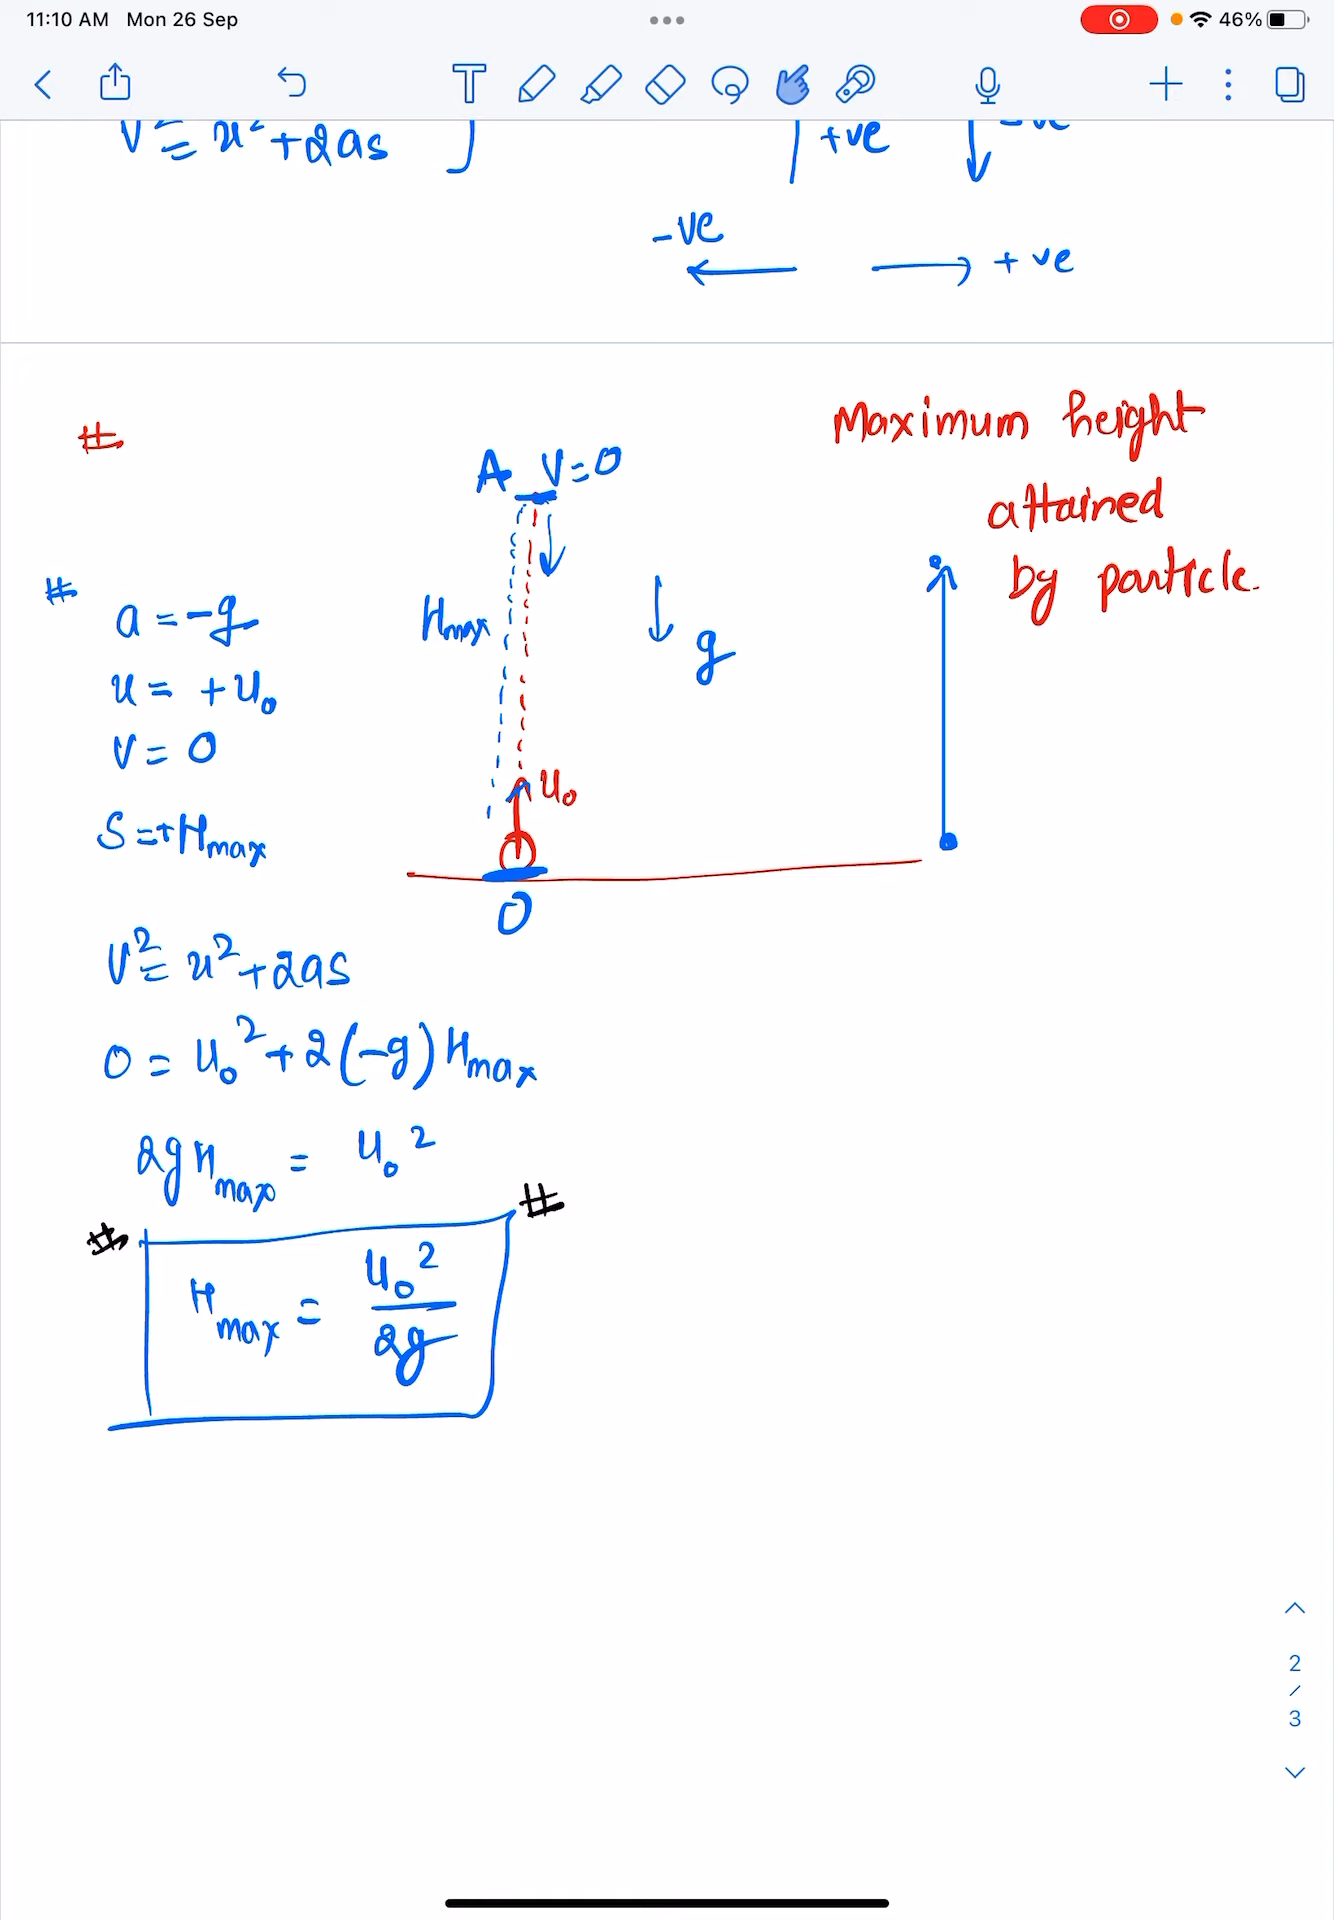 11:10 AM Mon 26 Sep
46%
T
V² = u² + 2as ]
+ve
-ve
-ve
+ve
#
Maximum height
attained
by particle.
A V=0
#
a = -g
Hmax
g
u = +u₀
V = 0
u₀
S = +Hmax
O
V² = u² + 2as
0 = u₀² + 2(-g) Hmax
2g Hmax = u₀²
# #
Hmax = u₀²
2g
2
/
3